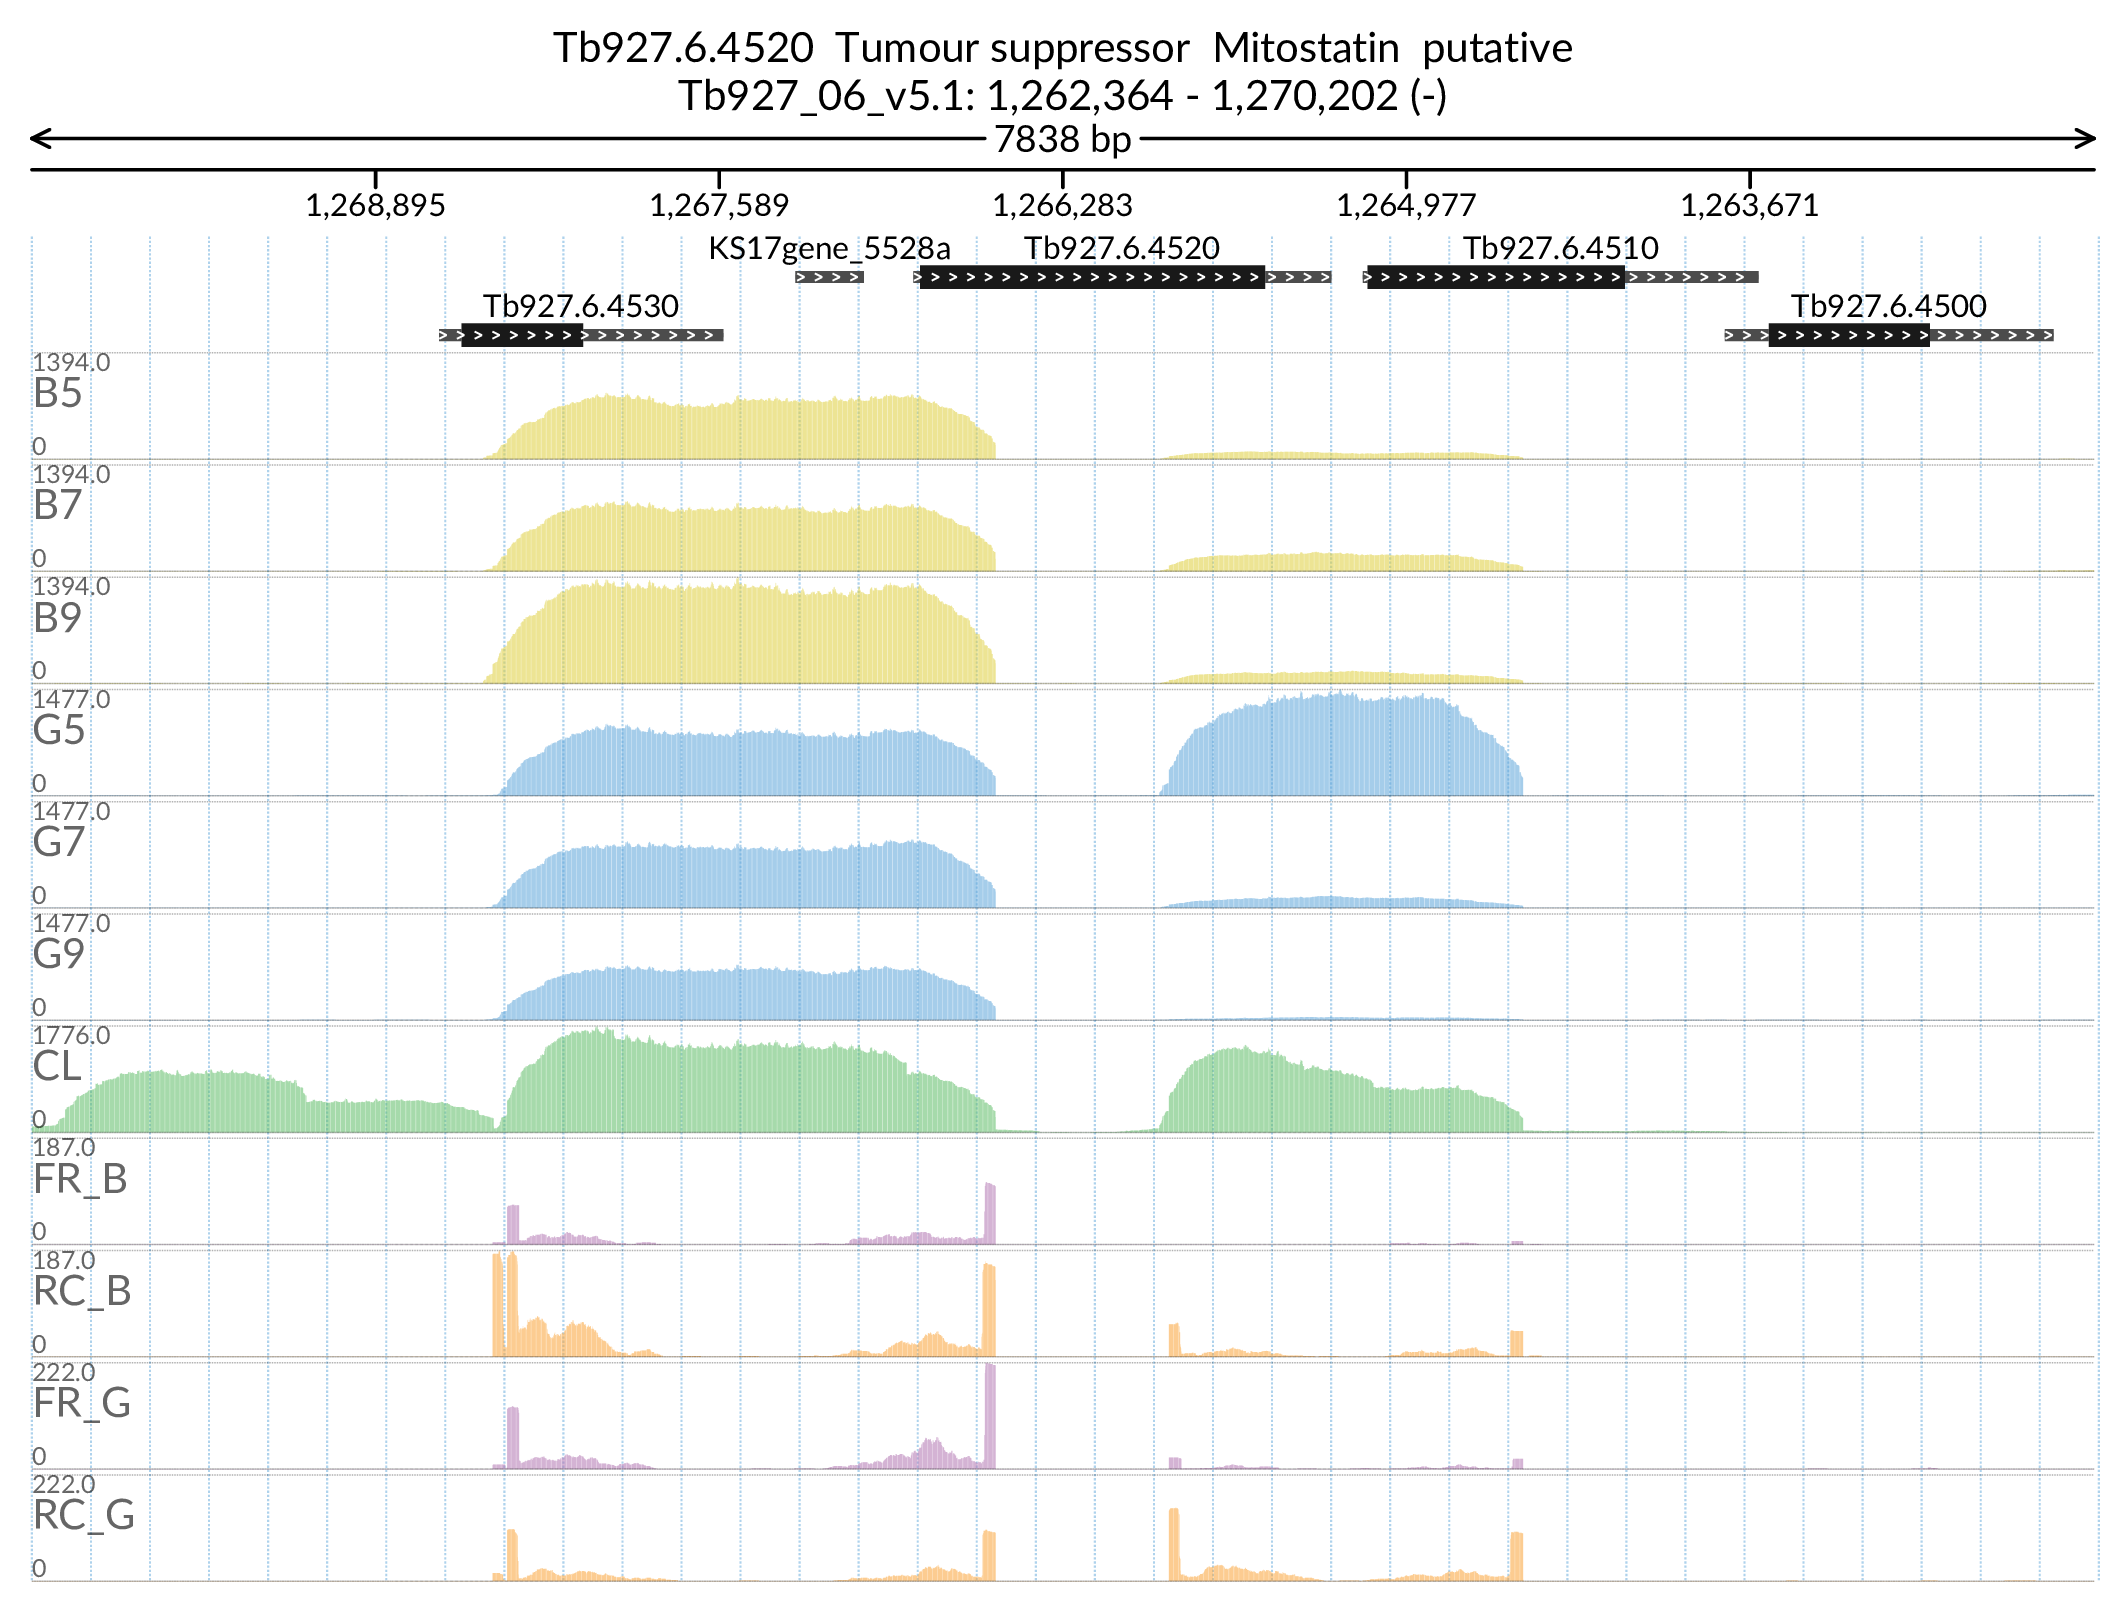 Tb927.6.4520  Tumour suppressor  Mitostatin  putative
Tb927_06_v5.1: 1,262,364 - 1,270,202 (-)
7838 bp
1,268,895 1,267,589 1,266,283 1,264,977 1,263,671
KS17gene_5528a Tb927.6.4520 Tb927.6.4510
Tb927.6.4530 Tb927.6.4500
1394.0
B5
0
1394.0
B7
0
1394.0
B9
0
1477.0
G5
0
1477.0
G7
0
1477.0
G9
0
1776.0
CL
0
187.0
FR_B
0
187.0
RC_B
0
222.0
FR_G
0
222.0
RC_G
0